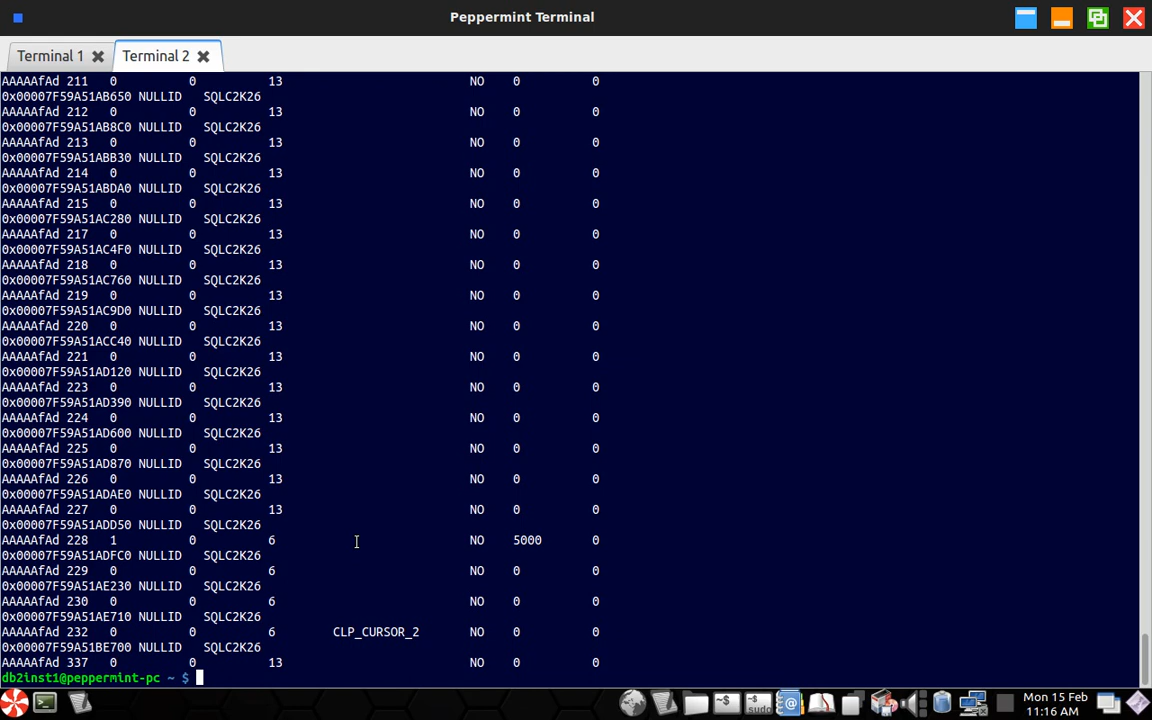 Peppermint Terminal
Terminal 1 Terminal 2
AAAAAfAd 211 0 0 13 NO 0 0
0x00007F59A51AB650 NULLID SQLC2K26
AAAAAfAd 212 0 0 13 NO 0 0
0x00007F59A51AB8C0 NULLID SQLC2K26
AAAAAfAd 213 0 0 13 NO 0 0
0x00007F59A51ABB30 NULLID SQLC2K26
AAAAAfAd 214 0 0 13 NO 0 0
0x00007F59A51ABDA0 NULLID SQLC2K26
AAAAAfAd 215 0 0 13 NO 0 0
0x00007F59A51AC280 NULLID SQLC2K26
AAAAAfAd 217 0 0 13 NO 0 0
0x00007F59A51AC4F0 NULLID SQLC2K26
AAAAAfAd 218 0 0 13 NO 0 0
0x00007F59A51AC760 NULLID SQLC2K26
AAAAAfAd 219 0 0 13 NO 0 0
0x00007F59A51AC9D0 NULLID SQLC2K26
AAAAAfAd 220 0 0 13 NO 0 0
0x00007F59A51ACC40 NULLID SQLC2K26
AAAAAfAd 221 0 0 13 NO 0 0
0x00007F59A51AD120 NULLID SQLC2K26
AAAAAfAd 223 0 0 13 NO 0 0
0x00007F59A51AD390 NULLID SQLC2K26
AAAAAfAd 224 0 0 13 NO 0 0
0x00007F59A51AD600 NULLID SQLC2K26
AAAAAfAd 225 0 0 13 NO 0 0
0x00007F59A51AD870 NULLID SQLC2K26
AAAAAfAd 226 0 0 13 NO 0 0
0x00007F59A51ADAE0 NULLID SQLC2K26
AAAAAfAd 227 0 0 13 NO 0 0
0x00007F59A51ADD50 NULLID SQLC2K26
AAAAAfAd 228 1 0 6 NO 5000 0
0x00007F59A51ADFC0 NULLID SQLC2K26
AAAAAfAd 229 0 0 6 NO 0 0
0x00007F59A51AE230 NULLID SQLC2K26
AAAAAfAd 230 0 0 6 NO 0 0
0x00007F59A51AE710 NULLID SQLC2K26
AAAAAfAd 232 0 0 6 CLP_CURSOR_2 NO 0 0
0x00007F59A51BE700 NULLID SQLC2K26
AAAAAfAd 337 0 0 13 NO 0 0
db2inst1@peppermint-pc ~ $
~$ ~$ sudo @ Mon 15 Feb
11:16 AM